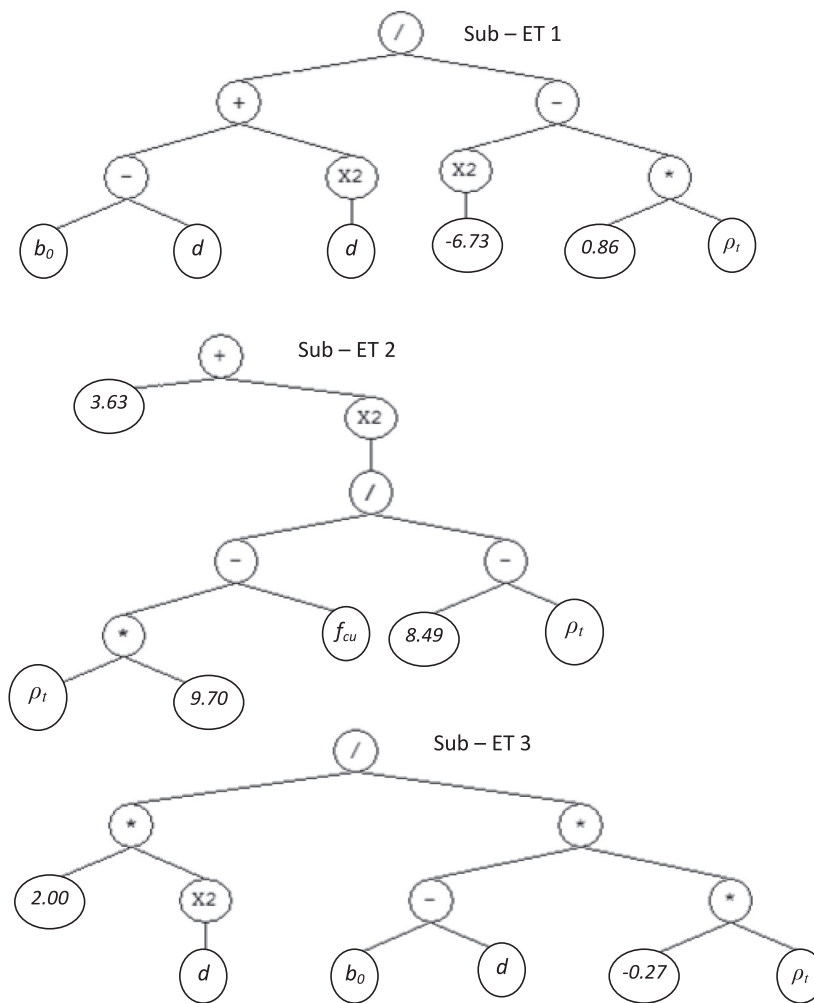 / Sub – ET 1
+ -
- X2 X2 *
b₀ d d -6.73 0.86 ρₜ
+ Sub – ET 2
3.63
X2
/
- -
* f_cu 8.49 ρₜ
ρₜ 9.70
/ Sub – ET 3
* *
2.00 X2 - *
d b₀ d -0.27 ρₜ